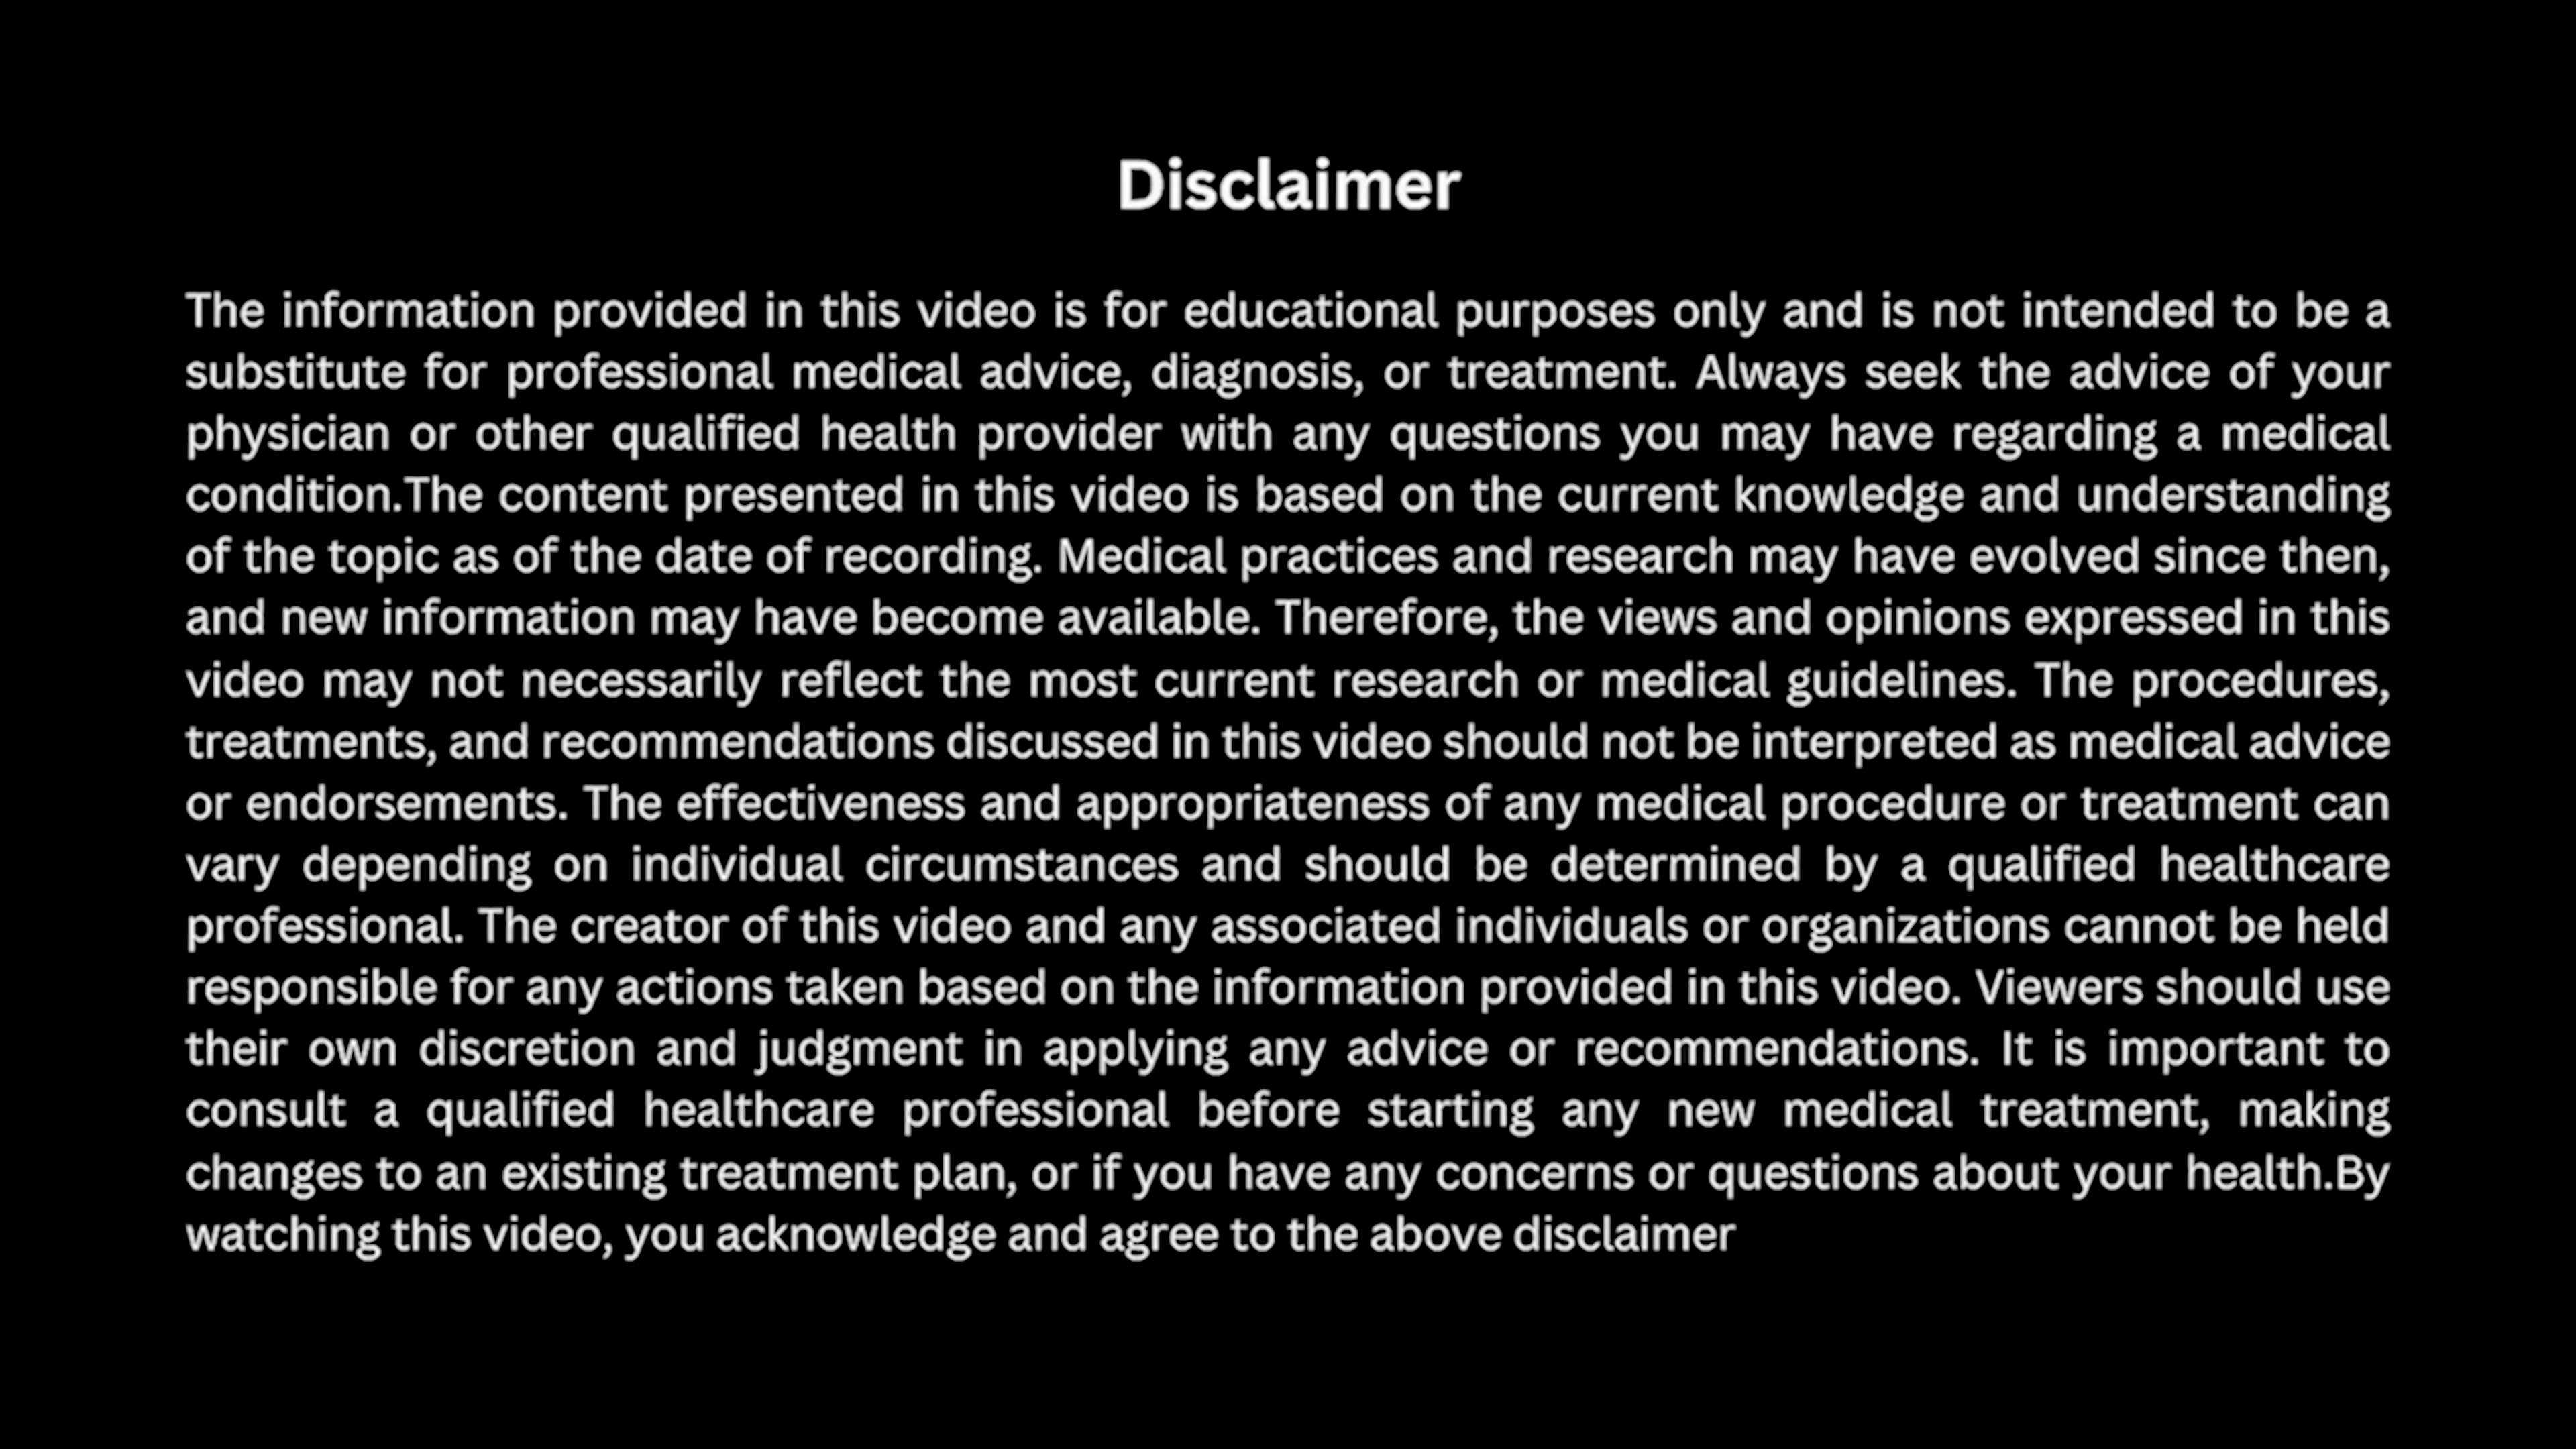 Disclaimer
The information provided in this video is for educational purposes only and is not intended to be a
substitute for professional medical advice, diagnosis, or treatment. Always seek the advice of your
physician or other qualified health provider with any questions you may have regarding a medical
condition.The content presented in this video is based on the current knowledge and understanding
of the topic as of the date of recording. Medical practices and research may have evolved since then,
and new information may have become available. Therefore, the views and opinions expressed in this
video may not necessarily reflect the most current research or medical guidelines. The procedures,
treatments, and recommendations discussed in this video should not be interpreted as medical advice
or endorsements. The effectiveness and appropriateness of any medical procedure or treatment can
vary depending on individual circumstances and should be determined by a qualified healthcare
professional. The creator of this video and any associated individuals or organizations cannot be held
responsible for any actions taken based on the information provided in this video. Viewers should use
their own discretion and judgment in applying any advice or recommendations. It is important to
consult a qualified healthcare professional before starting any new medical treatment, making
changes to an existing treatment plan, or if you have any concerns or questions about your health.By
watching this video, you acknowledge and agree to the above disclaimer